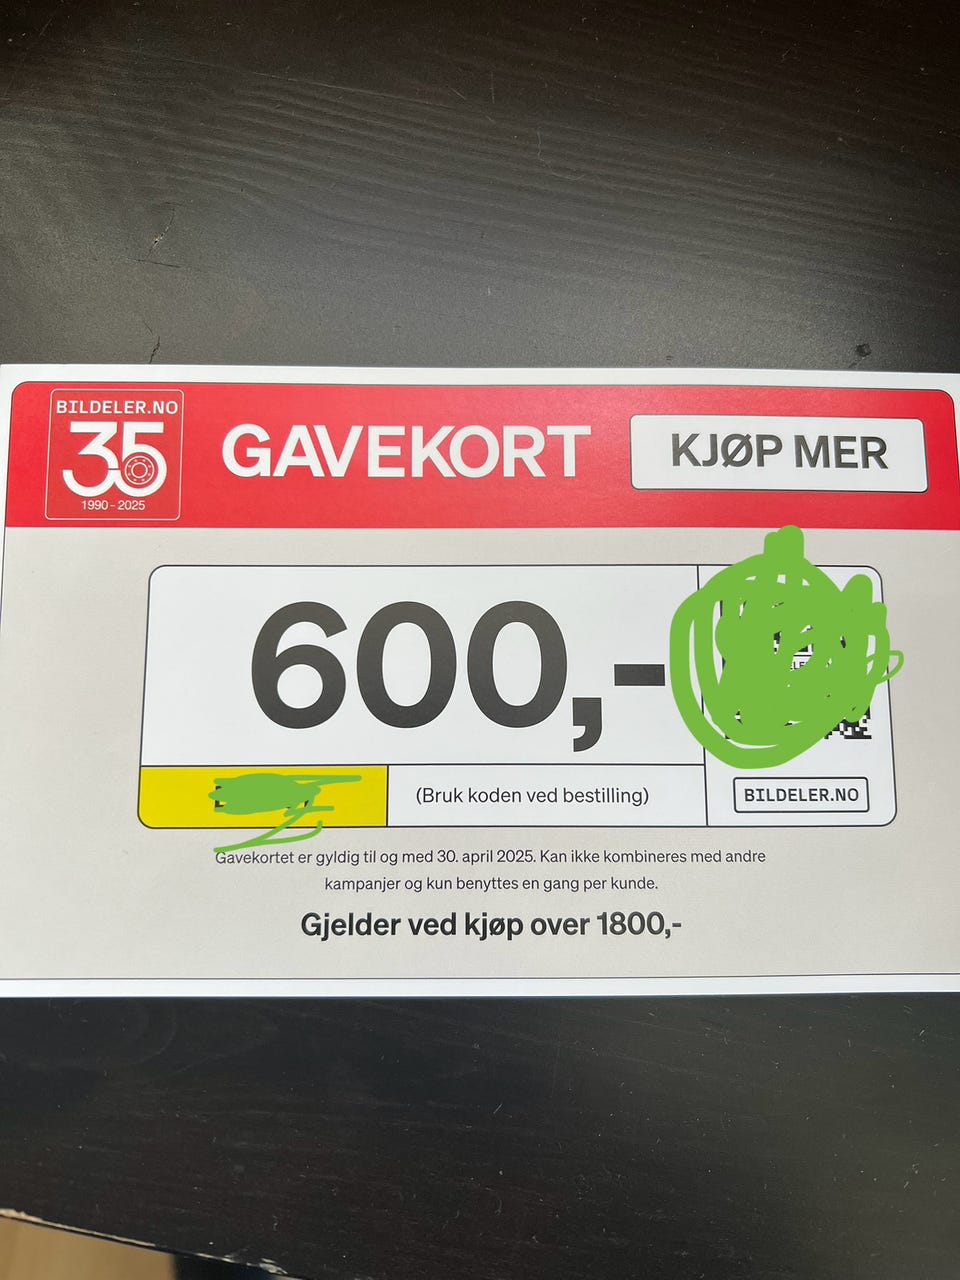 BILDELER.NO
35
1990 - 2025
GAVEKORT
KJØP MER
600,-
(Bruk koden ved bestilling)
BILDELER.NO
Gavekortet er gyldig til og med 30. april 2025. Kan ikke kombineres med andre
kampanjer og kun benyttes en gang per kunde.
Gjelder ved kjøp over 1800,-